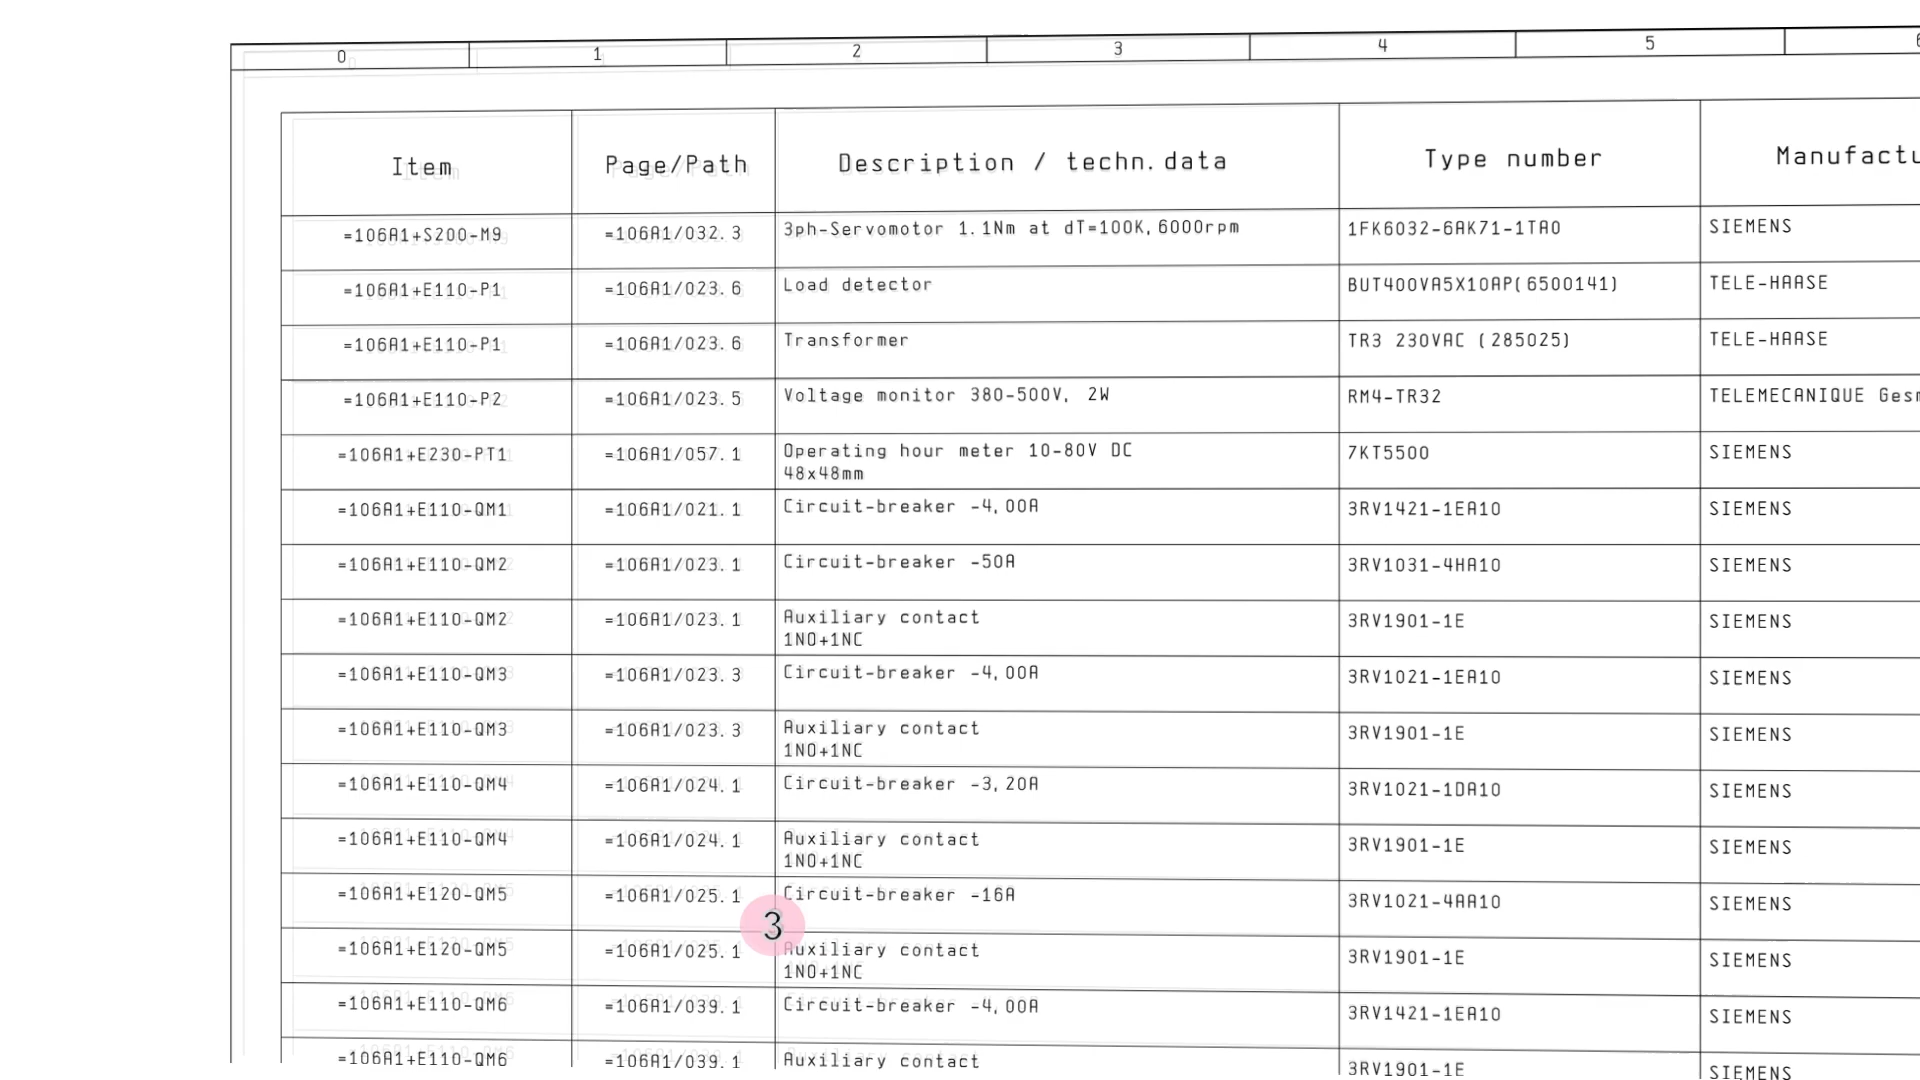 0 1 2 3 4 5
Item Page/Path Description / techn.data Type number Manufactu
=106A1+S200-M9 =106A1/032.3 3ph-Servomotor 1.1Nm at dT=100K,6000rpm 1FK6032-6AK71-1TA0 SIEMENS
=106A1+E110-P1 =106A1/023.6 Load detector BUT400VA5X10AP(6500141) TELE-HAASE
=106A1+E110-P1 =106A1/023.6 Transformer TR3 230VAC (285025) TELE-HAASE
=106A1+E110-P2 =106A1/023.5 Voltage monitor 380-500V, 2W RM4-TR32 TELEMECANIQUE Gesm
=106A1+E230-PT1 =106A1/057.1 Operating hour meter 10-80V DC 7KT5500 SIEMENS
48x48mm
=106A1+E110-QM1 =106A1/021.1 Circuit-breaker -4,00A 3RV1421-1EA10 SIEMENS
=106A1+E110-QM2 =106A1/023.1 Circuit-breaker -50A 3RV1031-4HA10 SIEMENS
=106A1+E110-QM2 =106A1/023.1 Auxiliary contact 3RV1901-1E SIEMENS
1NO+1NC
=106A1+E110-QM3 =106A1/023.3 Circuit-breaker -4,00A 3RV1021-1EA10 SIEMENS
=106A1+E110-QM3 =106A1/023.3 Auxiliary contact 3RV1901-1E SIEMENS
1NO+1NC
=106A1+E110-QM4 =106A1/024.1 Circuit-breaker -3,20A 3RV1021-1DA10 SIEMENS
=106A1+E110-QM4 =106A1/024.1 Auxiliary contact 3RV1901-1E SIEMENS
1NO+1NC
=106A1+E120-QM5 =106A1/025.1 Circuit-breaker -16A 3RV1021-4AA10 SIEMENS
3
=106A1+E120-QM5 =106A1/025.1 Auxiliary contact 3RV1901-1E SIEMENS
1NO+1NC
=106A1+E110-QM6 =106A1/039.1 Circuit-breaker -4,00A 3RV1421-1EA10 SIEMENS
=106A1+E110-QM6 =106A1/039.1 Auxiliary contact 3RV1901-1E SIEMENS